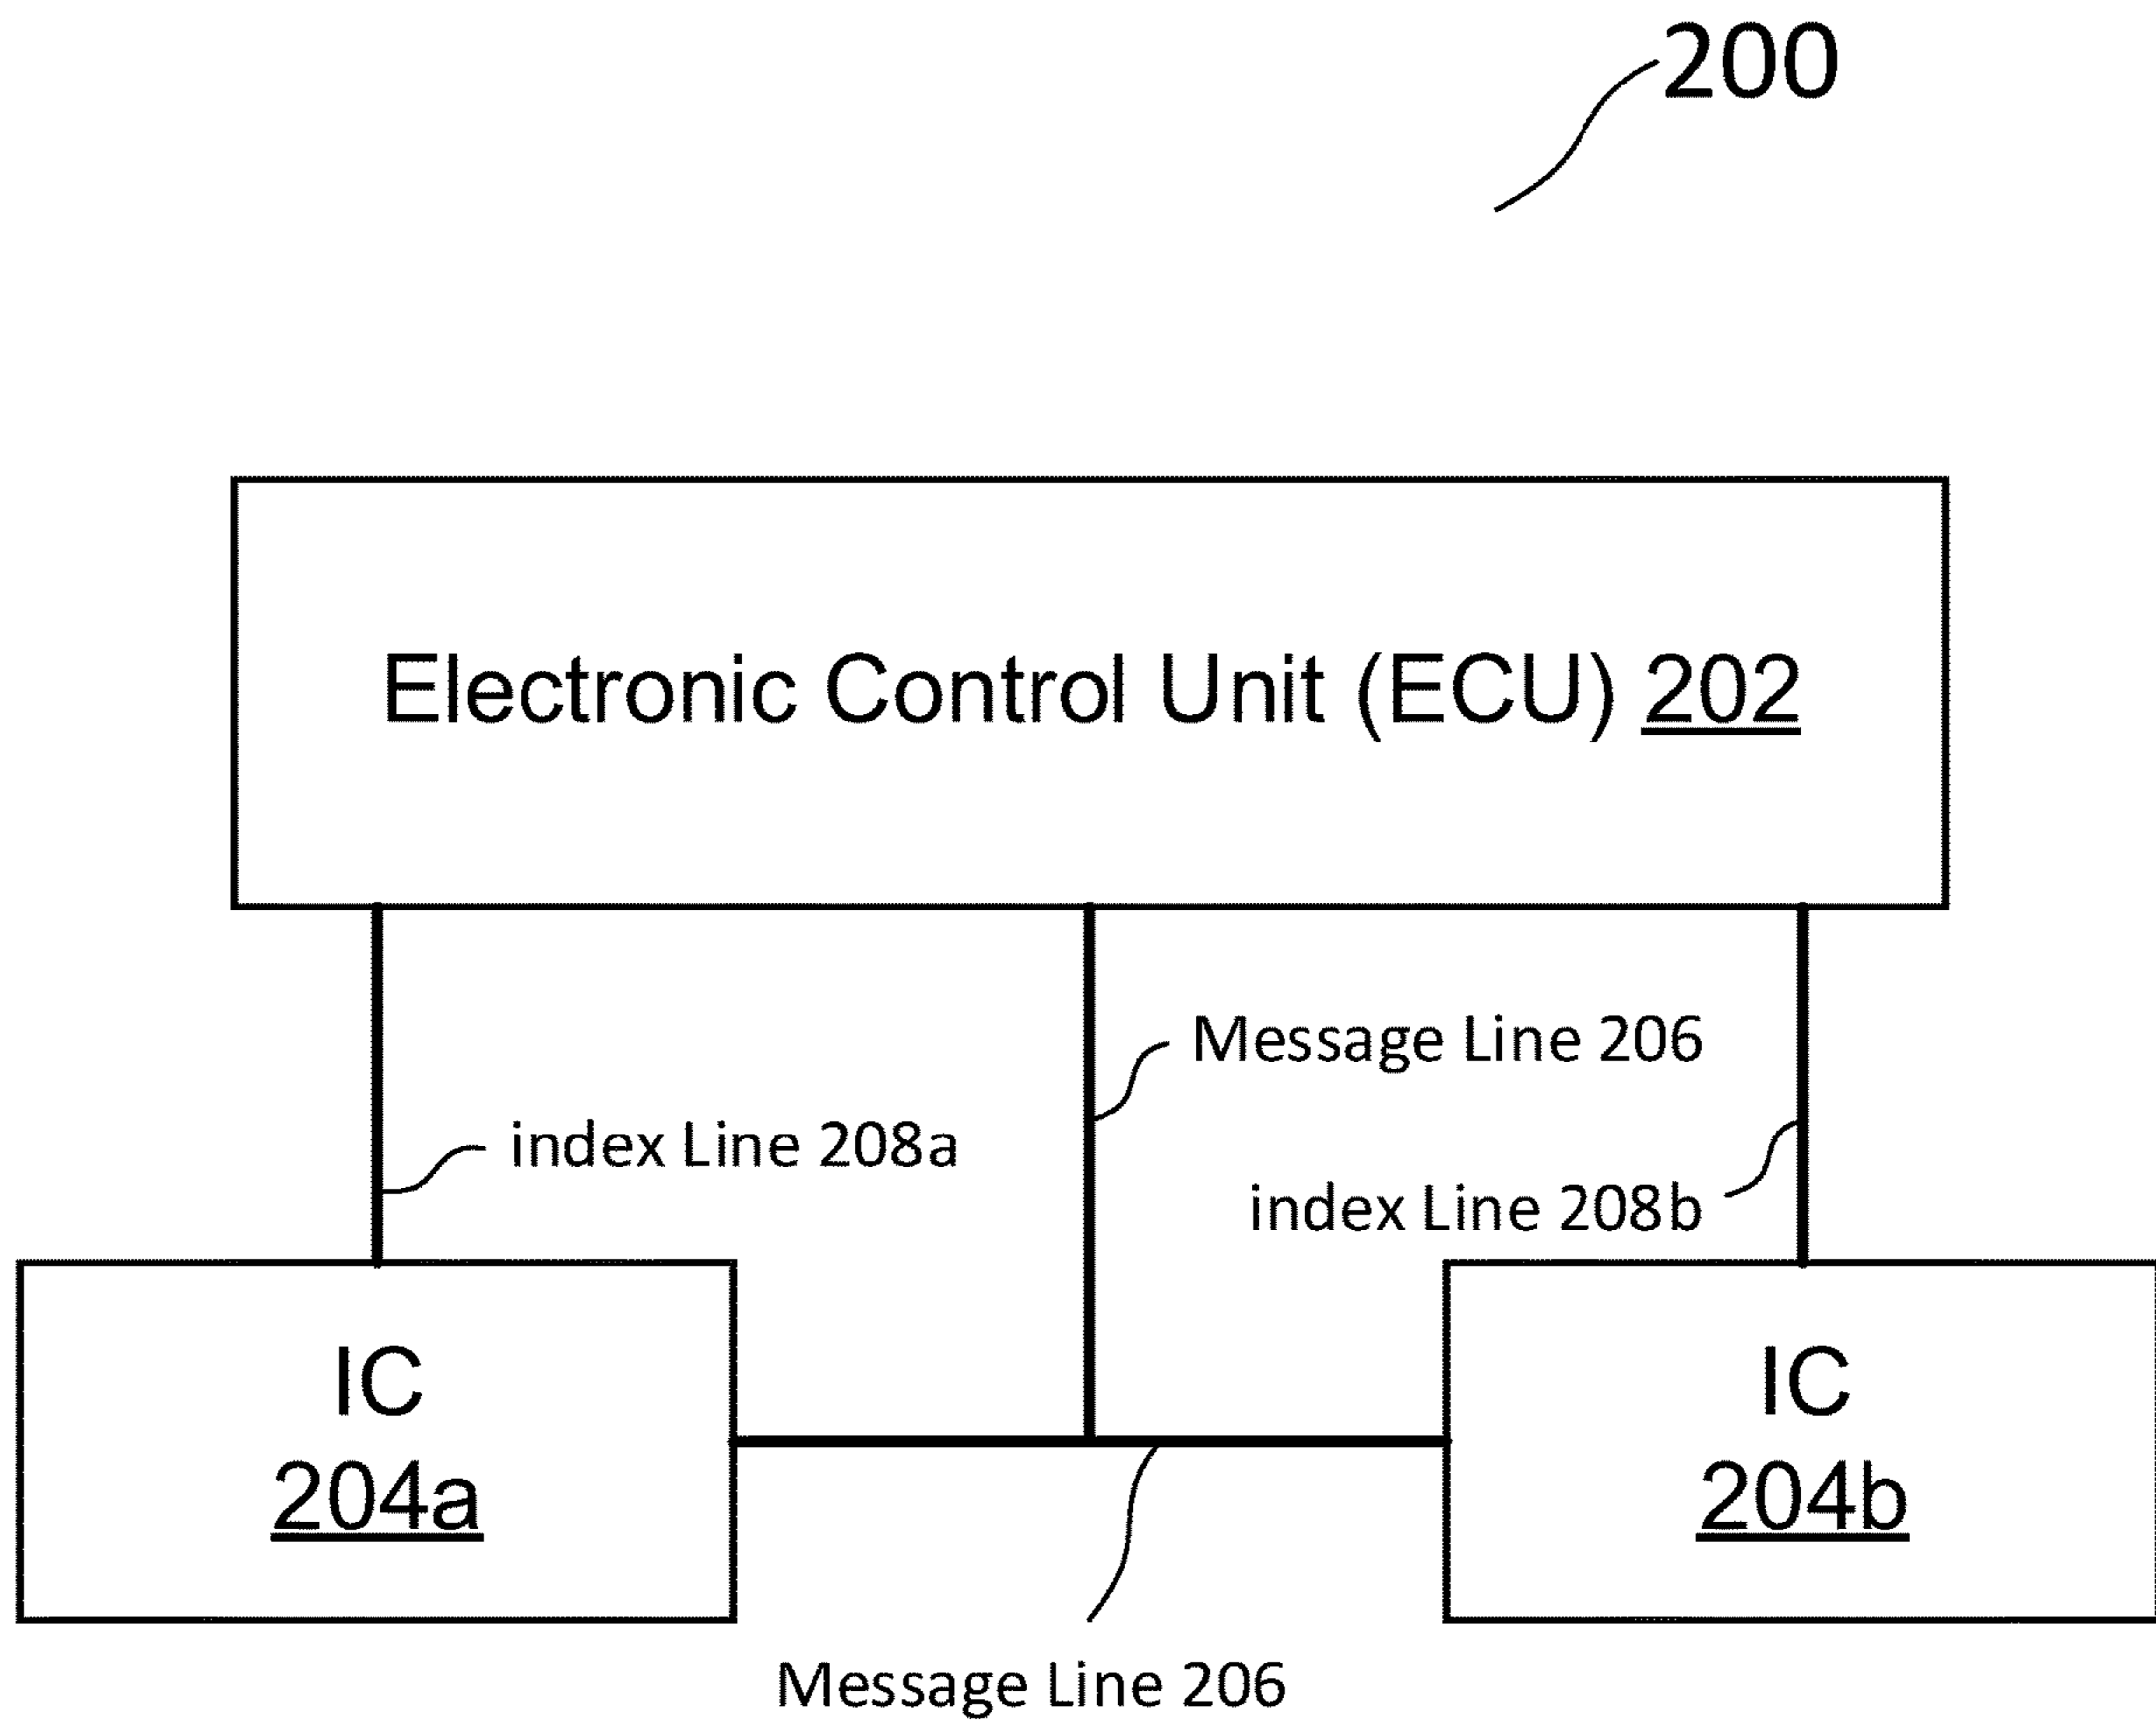 200
Electronic Control Unit (ECU) 202
Message Line 206
index Line 208a
index Line 208b
IC
204a
IC
204b
Message Line 206